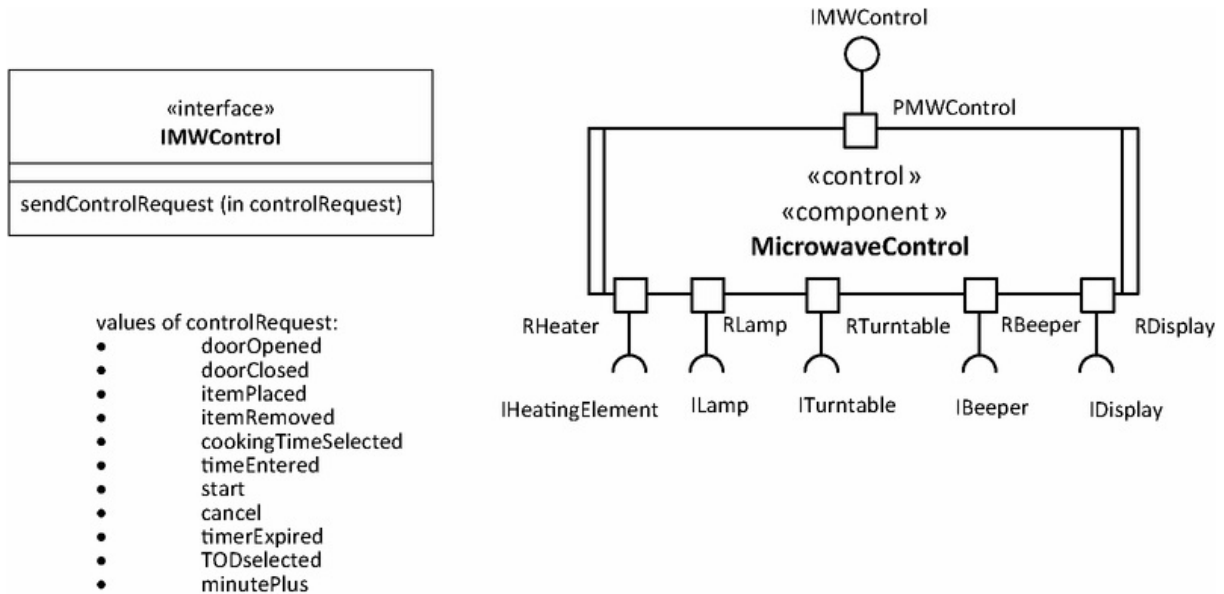 «interface»
IMWControl
sendControlRequest (in controlRequest)
values of controlRequest:
• doorOpened
• doorClosed
• itemPlaced
• itemRemoved
• cookingTimeSelected
• timeEntered
• start
• cancel
• timerExpired
• TODselected
• minutePlus
IMWControl
PMWControl
«control »
«component »
MicrowaveControl
RHeater RLamp RTurntable RBeeper RDisplay
IHeatingElement ILamp ITurntable IBeeper IDisplay